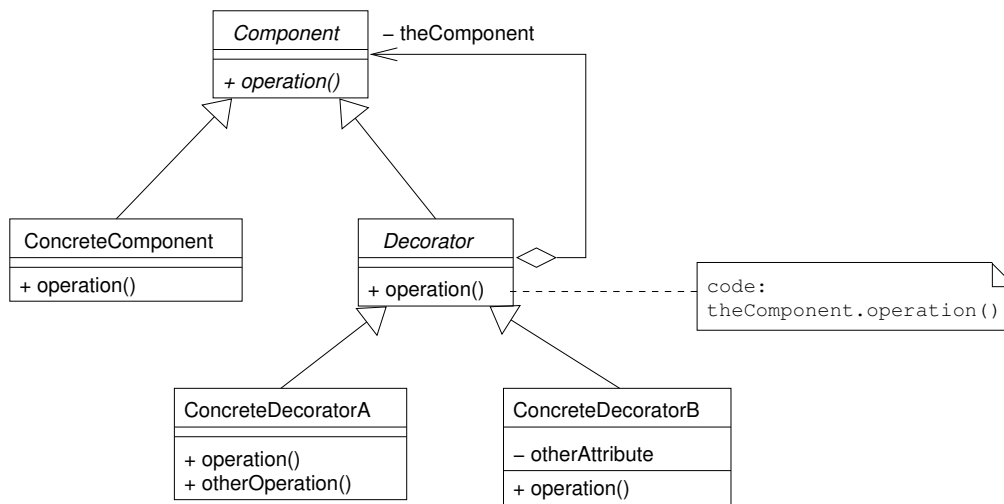 Component
– theComponent
+ operation()
ConcreteComponent
+ operation()
Decorator
+ operation()
code:
theComponent.operation()
ConcreteDecoratorA
+ operation()
+ otherOperation()
ConcreteDecoratorB
– otherAttribute
+ operation()